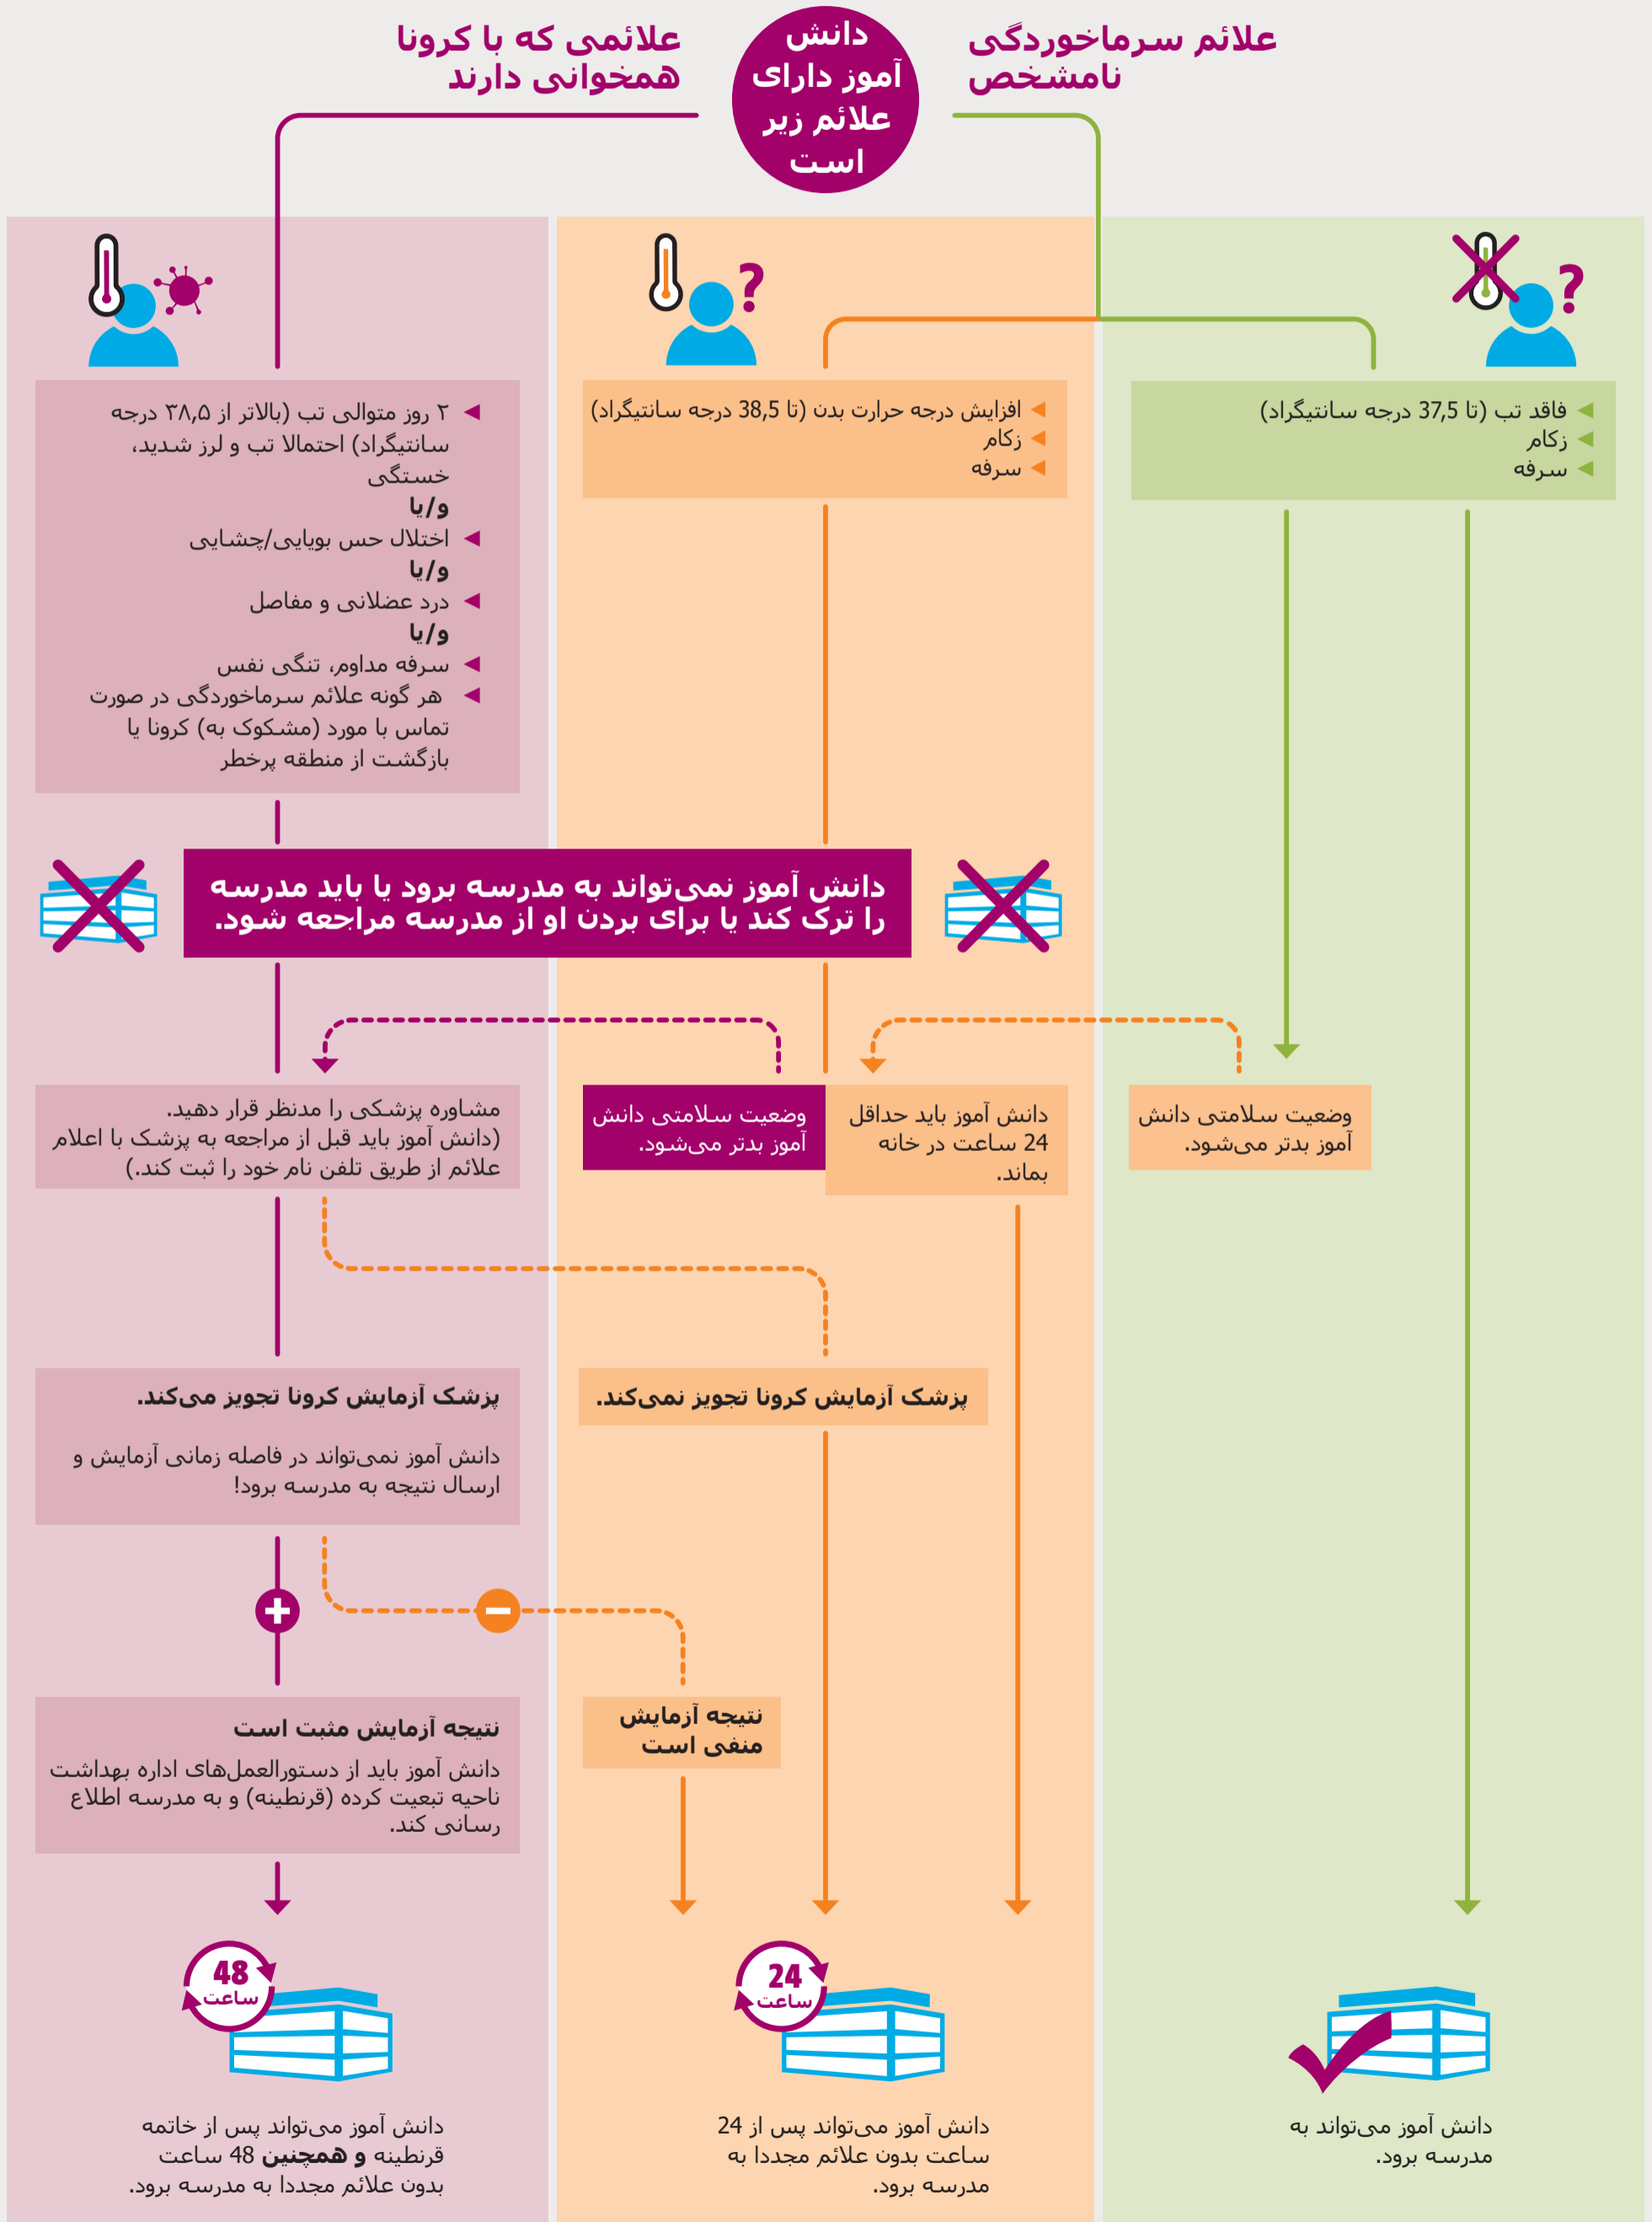 دانش
آموز دارای
علائم زیر
است
علائم سرماخوردگی
نامشخص
علائمی که با کرونا
همخوانی دارند
?
?
فاقد تب (تا 37,5 درجه سانتیگراد)
زکام
سرفه
افزایش درجه حرارت بدن (تا 38,5 درجه سانتیگراد)
زکام
سرفه
۲ روز متوالی تب (بالاتر از ۳۸,۵ درجه
سانتیگراد) احتمالا تب و لرز شدید،
خستگی
و/یا
اختلال حس بویایی/چشایی
و/یا
درد عضلانی و مفاصل
و/یا
سرفه مداوم، تنگی نفس
هر گونه علائم سرماخوردگی در صورت
تماس با مورد (مشکوک به) کرونا یا
بازگشت از منطقه پرخطر
دانش آموز نمی‌تواند به مدرسه برود یا باید مدرسه
را ترک کند یا برای بردن او از مدرسه مراجعه شود.
وضعیت سلامتی دانش
آموز بدتر می‌شود.
دانش آموز باید حداقل
24 ساعت در خانه
بماند.
وضعیت سلامتی دانش
آموز بدتر می‌شود.
مشاوره پزشکی را مدنظر قرار دهید.
(دانش آموز باید قبل از مراجعه به پزشک با اعلام
علائم از طریق تلفن نام خود را ثبت کند.)
پزشک آزمایش کرونا تجویز نمی‌کند.
پزشک آزمایش کرونا تجویز می‌کند.
دانش آموز نمی‌تواند در فاصله زمانی آزمایش و
ارسال نتیجه به مدرسه برود!
نتیجه آزمایش
منفی است
نتیجه آزمایش مثبت است
دانش آموز باید از دستورالعمل‌های اداره بهداشت
ناحیه تبعیت کرده (قرنطینه) و به مدرسه اطلاع
رسانی کند.
24
ساعت
48
ساعت
دانش آموز می‌تواند به
مدرسه برود.
دانش آموز می‌تواند پس از 24
ساعت بدون علائم مجددا به
مدرسه برود.
دانش آموز می‌تواند پس از خاتمه
قرنطینه و همچنین 48 ساعت
بدون علائم مجددا به مدرسه برود.